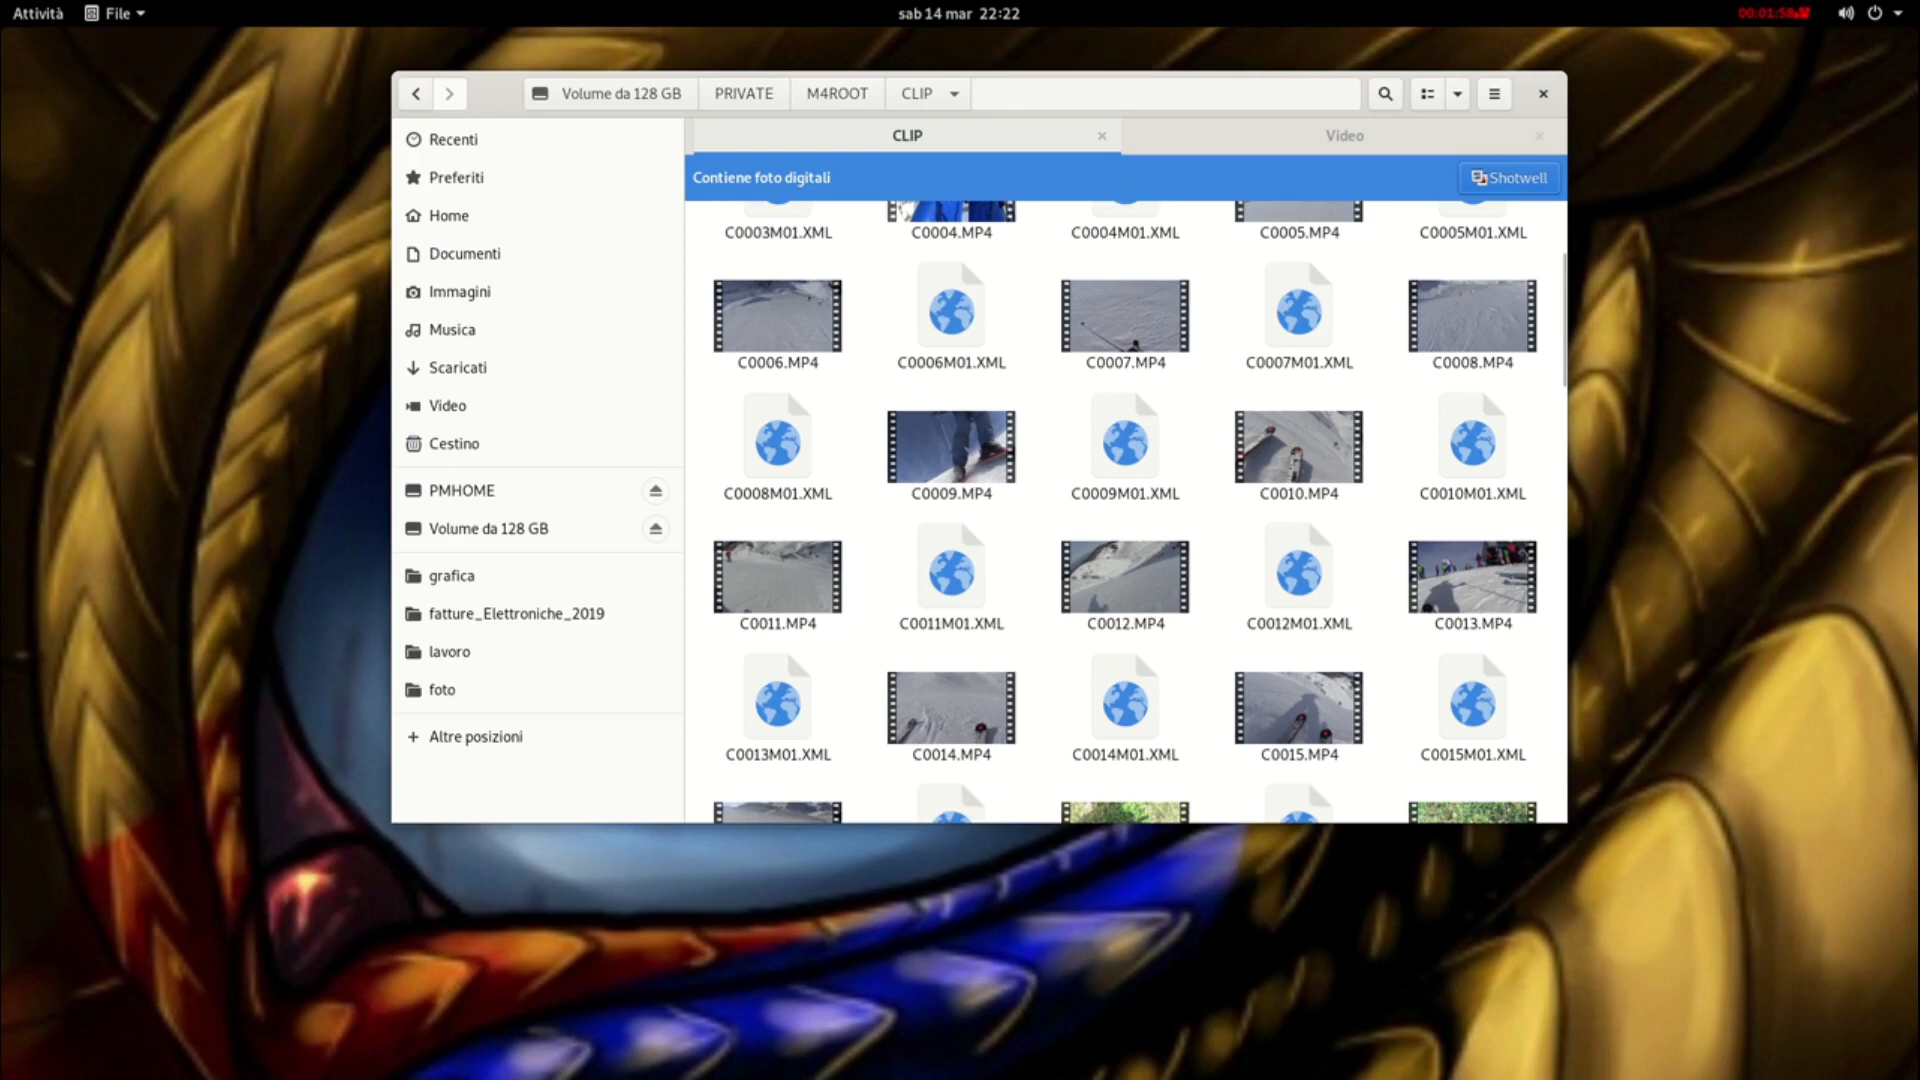 Attività File sab 14 mar 22:22 00:01:58
Volume da 128 GB PRIVATE M4ROOT CLIP
CLIP Video
Contiene foto digitali Shotwell
Recenti
Preferiti
Home
Documenti
Immagini
Musica
Scaricati
Video
Cestino
PMHOME
Volume da 128 GB
grafica
fatture_Elettroniche_2019
lavoro
foto
+ Altre posizioni
C0003M01.XML C0004.MP4 C0004M01.XML C0005.MP4 C0005M01.XML
C0006.MP4 C0006M01.XML C0007.MP4 C0007M01.XML C0008.MP4
C0008M01.XML C0009.MP4 C0009M01.XML C0010.MP4 C0010M01.XML
C0011.MP4 C0011M01.XML C0012.MP4 C0012M01.XML C0013.MP4
C0013M01.XML C0014.MP4 C0014M01.XML C0015.MP4 C0015M01.XML